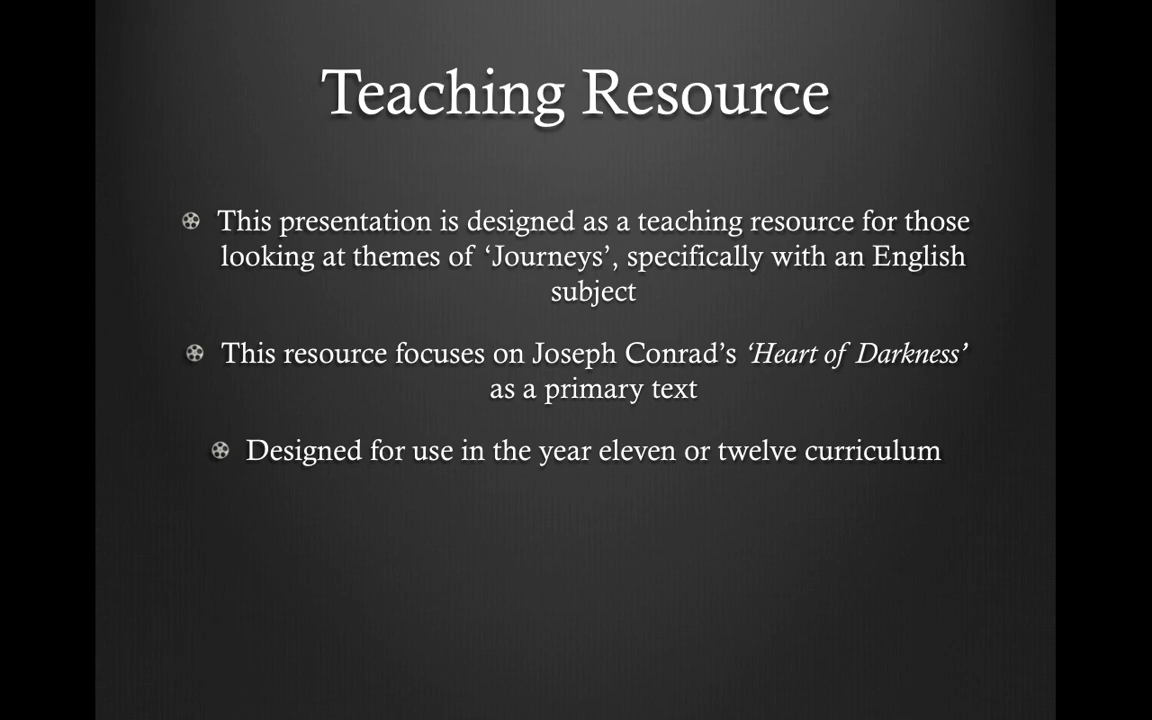 Teaching Resource
This presentation is designed as a teaching resource for those
looking at themes of ‘Journeys’, specifically with an English
subject
This resource focuses on Joseph Conrad’s ‘Heart of Darkness’
as a primary text
Designed for use in the year eleven or twelve curriculum